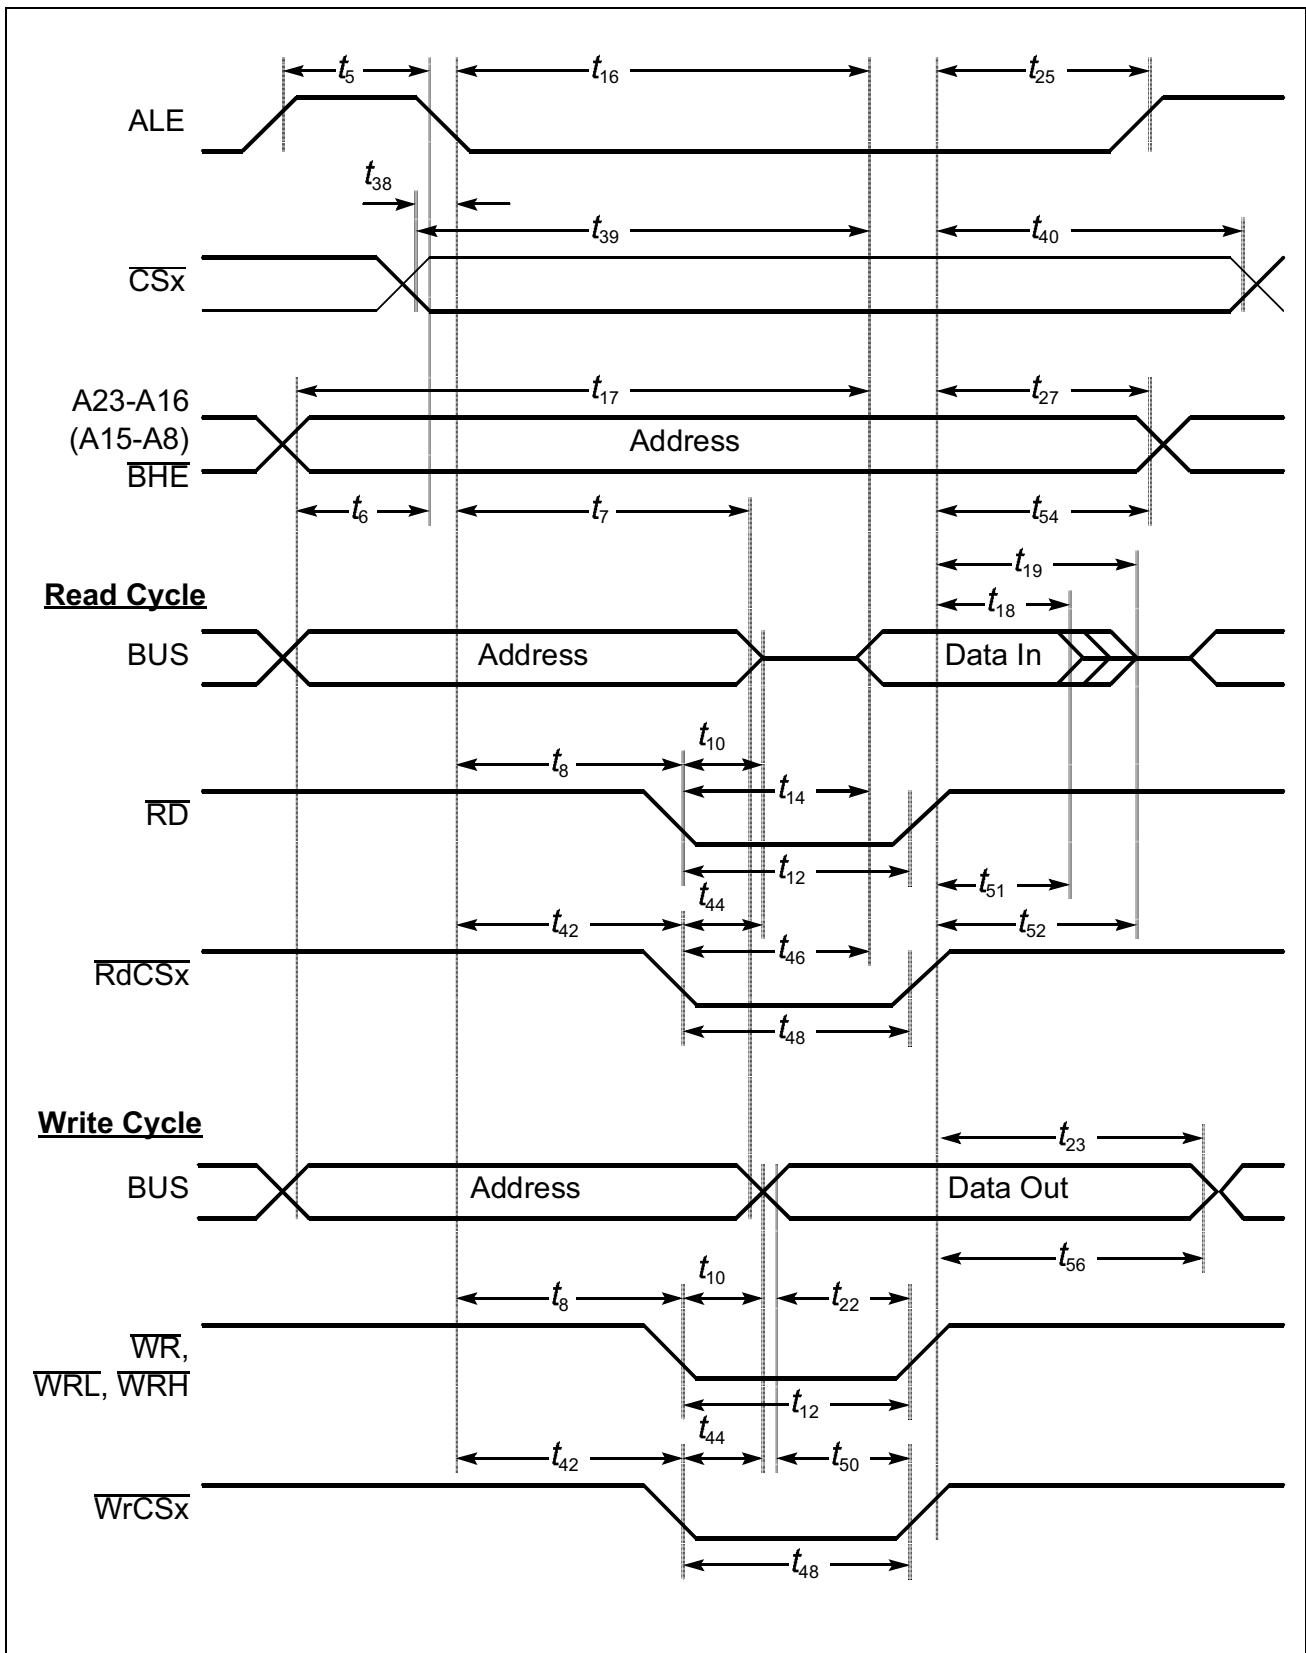 t5 t16 t25
ALE
t38
t39 t40
CSx
t17 t27
A23-A16
(A15-A8)
BHE
Address
t6 t7 t54
t19
Read Cycle
t18
BUS Address Data In
t10
t8
t14
RD
t12
t51
t44
t42 t52
t46
RdCSx
t48
Write Cycle
t23
BUS Address Data Out
t56
t10
t8 t22
WR,
WRL, WRH
t12
t44
t42 t50
WrCSx
t48